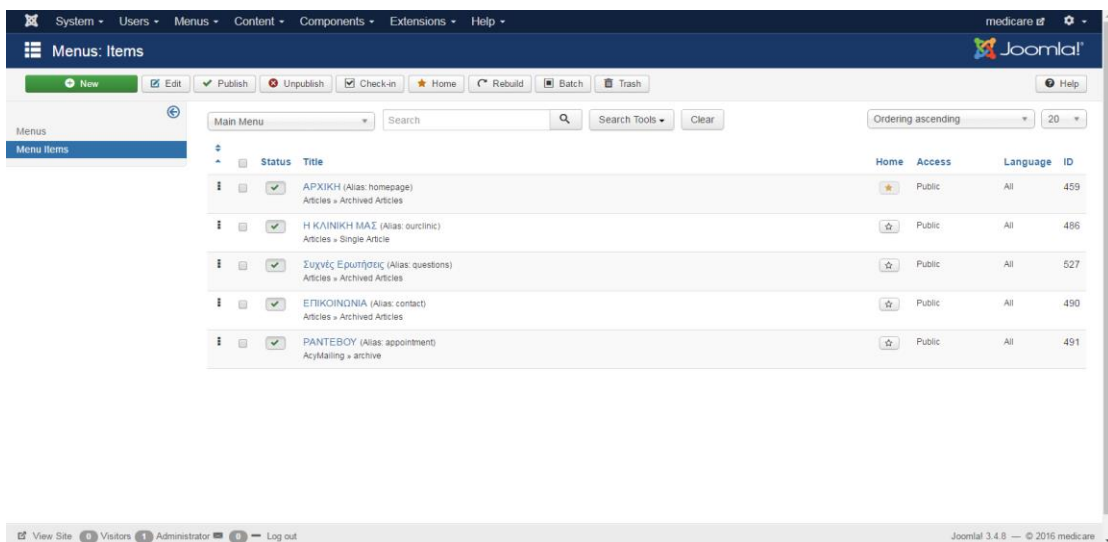 System Users Menus Content Components Extensions Help medicare
Menus: Items Joomla!
New Edit Publish Unpublish Check-in Home Rebuild Batch Trash Help
Main Menu Search Search Tools Clear Ordering ascending 20
Menus
Menu Items
Status Title Home Access Language ID
ΑΡΧΙΚΗ (Alias: homepage) Public All 459
Articles » Archived Articles
Η ΚΛΙΝΙΚΗ ΜΑΣ (Alias: ourclinic) Public All 486
Articles » Single Article
Συχνές Ερωτήσεις (Alias: questions) Public All 527
Articles » Archived Articles
ΕΠΙΚΟΙΝΩΝΙΑ (Alias: contact) Public All 490
Articles » Archived Articles
ΡΑΝΤΕΒΟΥ (Alias: appointment) Public All 491
AcyMailing » archive
View Site 0 Visitors 1 Administrator 0 Log out Joomla! 3.4.8 — © 2016 medicare